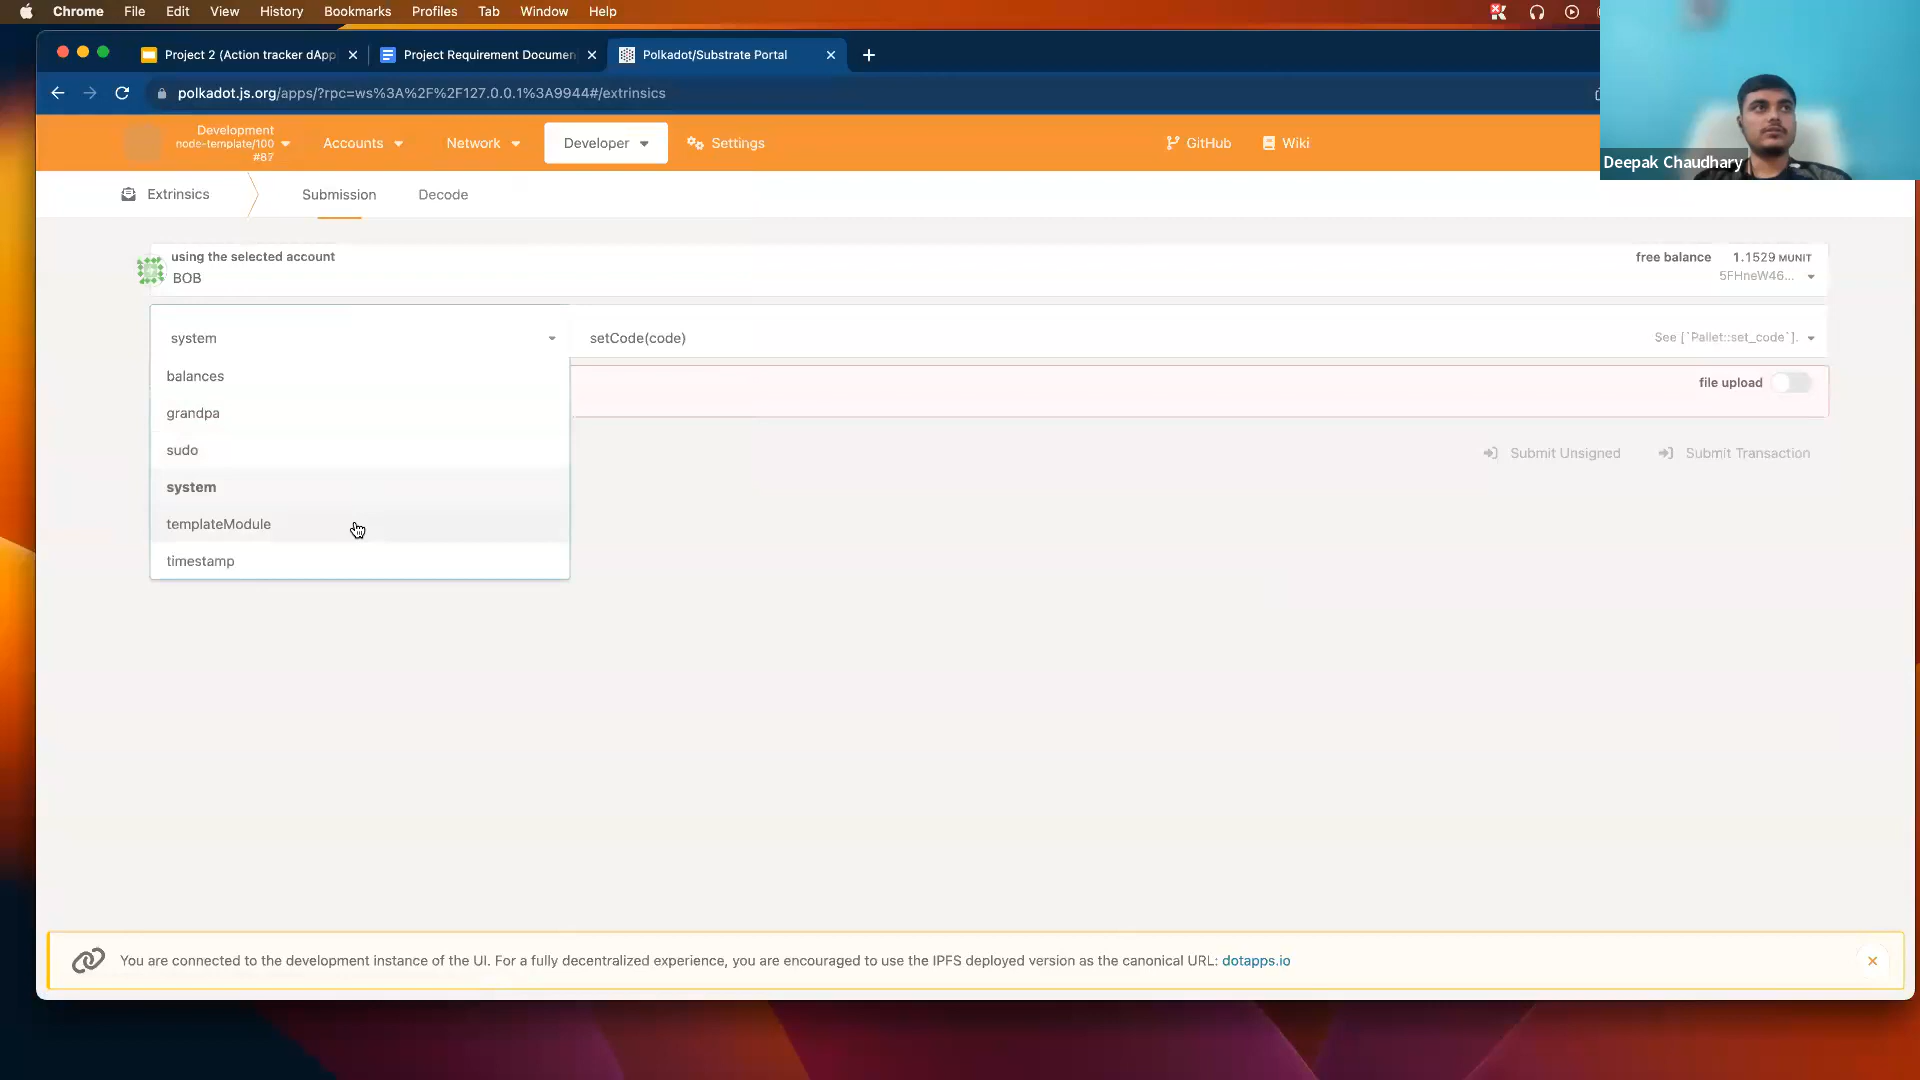 Chrome File Edit View History Bookmarks Profiles Tab Window Help
Project 2 (Action tracker dApp
Project Requirement Documen
Polkadot/Substrate Portal
polkadot.js.org/apps/?rpc=ws%3A%2F%2F127.0.0.1%3A9944#/extrinsics
Deepak Chaudhary
Development
node-template/100
#87
Accounts
Network
Developer
Settings
GitHub
Wiki
Extrinsics
Submission
Decode
using the selected account
BOB
free balance 1.1529 MUNIT
5FHneW46...
system
setCode(code)
See [`Pallet::set_code`].
balances
grandpa
sudo
system
templateModule
timestamp
file upload
Submit Unsigned
Submit Transaction
You are connected to the development instance of the UI. For a fully decentralized experience, you are encouraged to use the IPFS deployed version as the canonical URL: dotapps.io